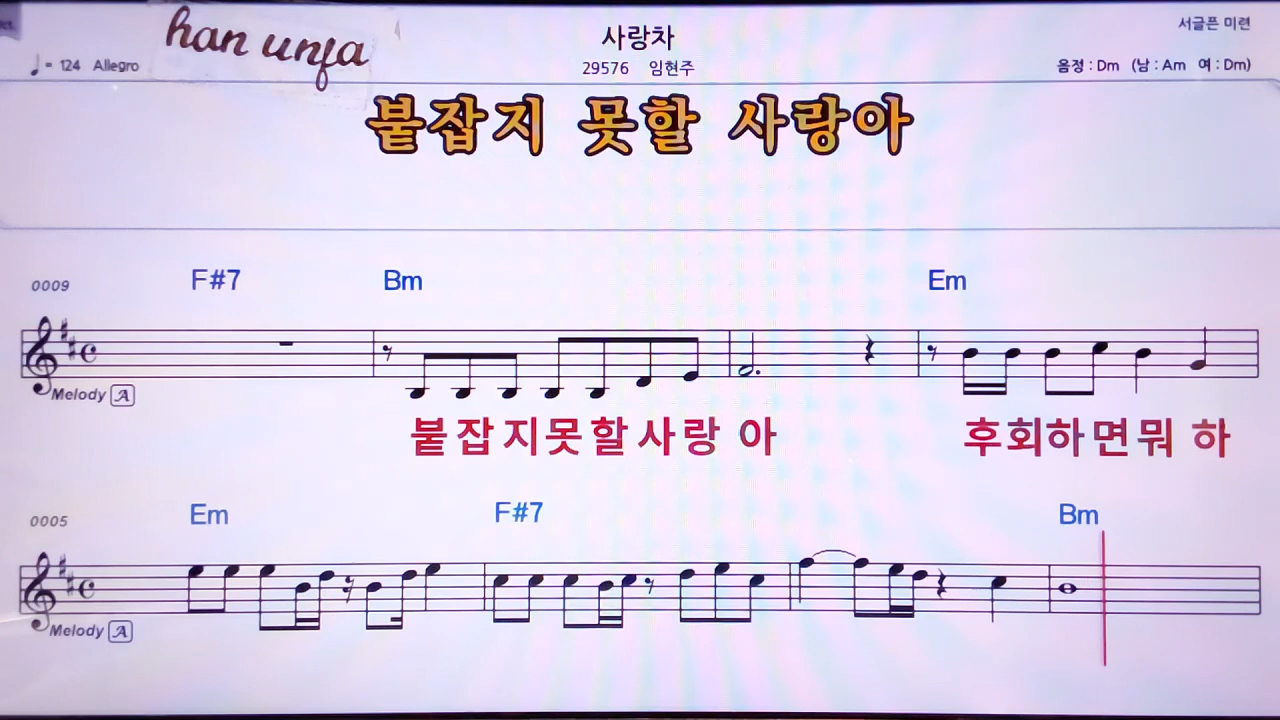 han unfa
사랑차
서글픈 미련
♩= 124 Allegro
29576 임현주
음정 : Dm (남 : Am 여 : Dm)
붙잡지 못할 사랑아
0009 F#7 Bm Em
Melody A
붙잡지못할사랑 아 후회하면뭐 하
0005 Em F#7 Bm
Melody A